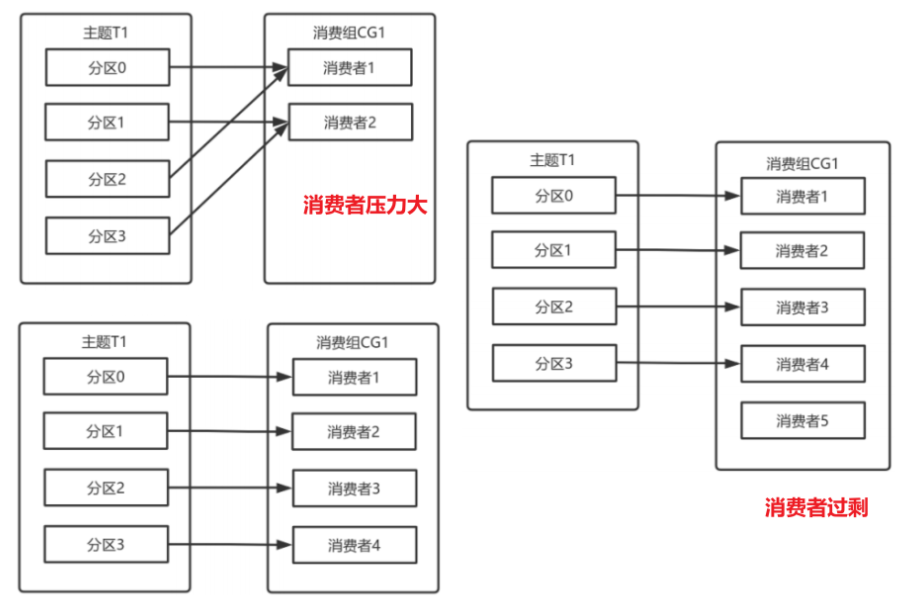 主题T1
分区0
分区1
分区2
分区3
消费组CG1
消费者1
消费者2
消费者压力大
主题T1
分区0
分区1
分区2
分区3
消费组CG1
消费者1
消费者2
消费者3
消费者4
主题T1
分区0
分区1
分区2
分区3
消费组CG1
消费者1
消费者2
消费者3
消费者4
消费者5
消费者过剩